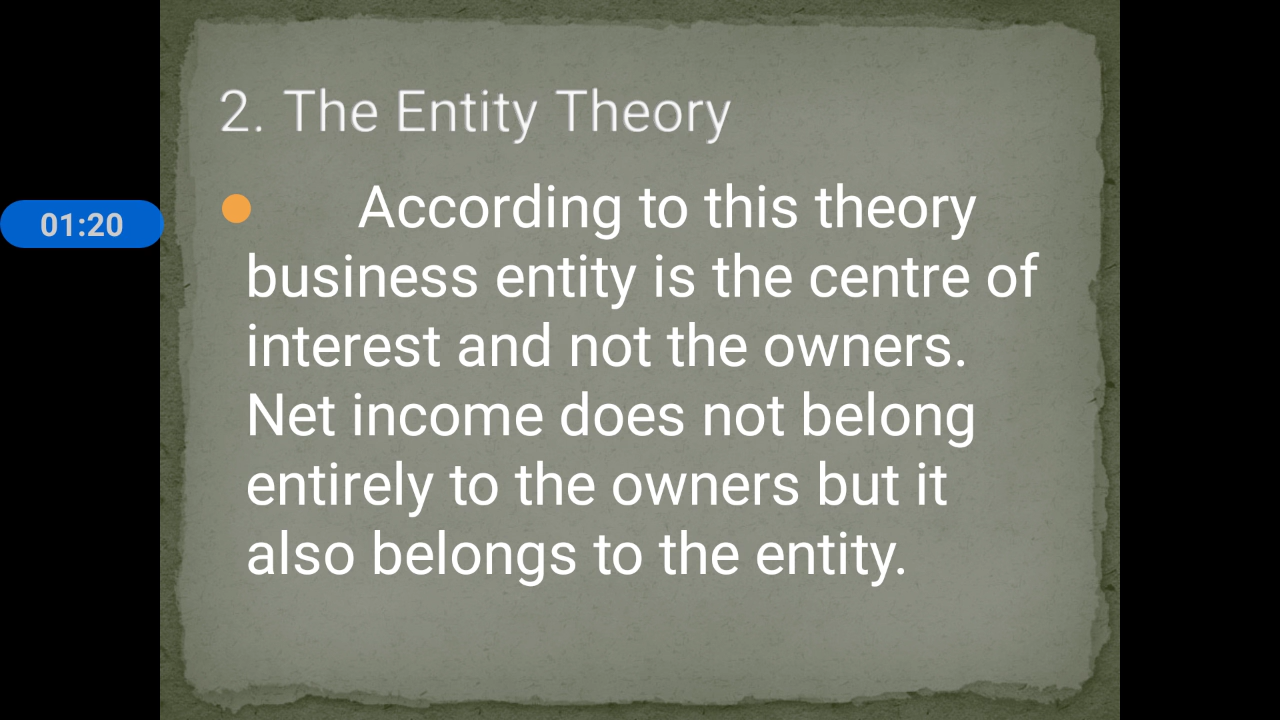 2. The Entity Theory
According to this theory
01:20
business entity is the centre of
interest and not the owners.
Net income does not belong
entirely to the owners but it
also belongs to the entity.